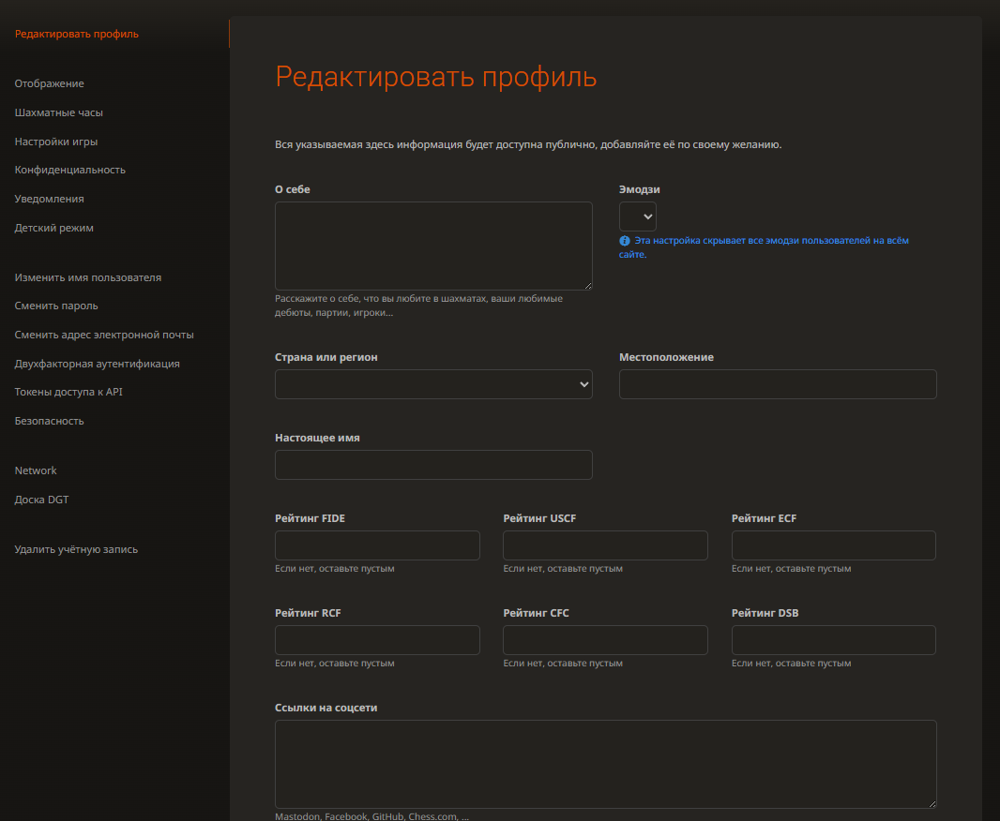 Редактировать профиль
Отображение
Шахматные часы
Настройки игры
Конфиденциальность
Уведомления
Детский режим
Изменить имя пользователя
Сменить пароль
Сменить адрес электронной почты
Двухфакторная аутентификация
Токены доступа к API
Безопасность
Network
Доска DGT
Удалить учётную запись
Редактировать профиль
Вся указываемая здесь информация будет доступна публично, добавляйте её по своему желанию.
О себе
Расскажите о себе, что вы любите в шахматах, ваши любимые
дебюты, партии, игроки...
Эмодзи
Эта настройка скрывает все эмодзи пользователей на всём
сайте.
Страна или регион
Местоположение
Настоящее имя
Рейтинг FIDE
Если нет, оставьте пустым
Рейтинг USCF
Если нет, оставьте пустым
Рейтинг ECF
Если нет, оставьте пустым
Рейтинг RCF
Если нет, оставьте пустым
Рейтинг CFC
Если нет, оставьте пустым
Рейтинг DSB
Если нет, оставьте пустым
Ссылки на соцсети
Mastodon, Facebook, GitHub, Chess.com, ...